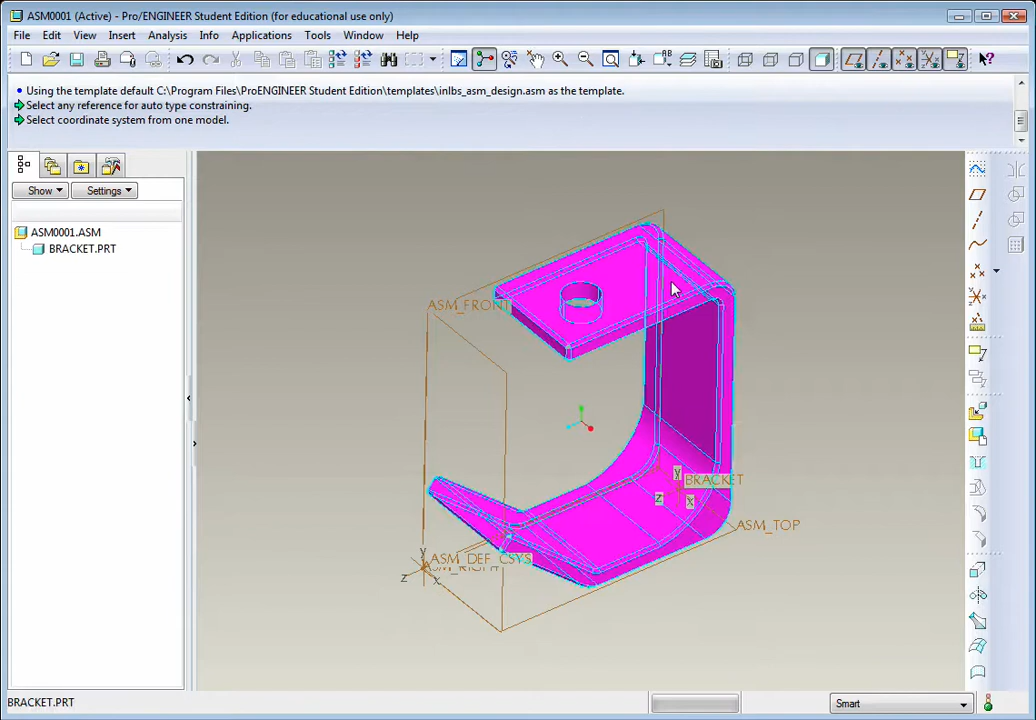 ASM0001 (Active) - Pro/ENGINEER Student Edition (for educational use only)
File Edit View Insert Analysis Info Applications Tools Window Help
Using the template default C:\Program Files\ProENGINEER Student Edition\templates\inlbs_asm_design.asm as the template.
Select any reference for auto type constraining.
Select coordinate system from one model.
Show Settings
ASM0001.ASM
BRACKET.PRT
ASM_FRONT
y
BRACKET
z x
ASM_TOP
y
ASM_DEF_CSYS
ASM_RIGHT
z x
BRACKET.PRT
Smart